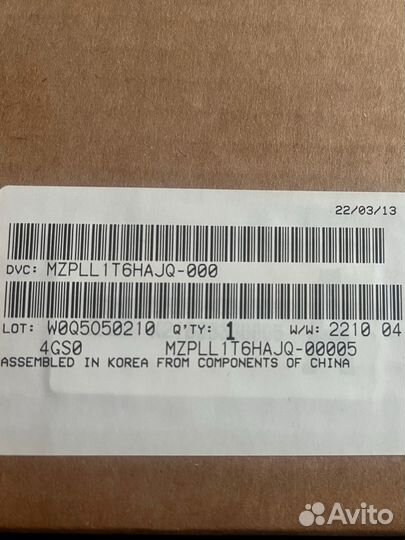 22/03/13
DVC: MZPLL1T6HAJQ-000
LOT: W0Q5050210 Q'TY: 1 W/W: 2210 04
4GS0 MZPLL1T6HAJQ-00005
ASSEMBLED IN KOREA FROM COMPONENTS OF CHINA
Avito